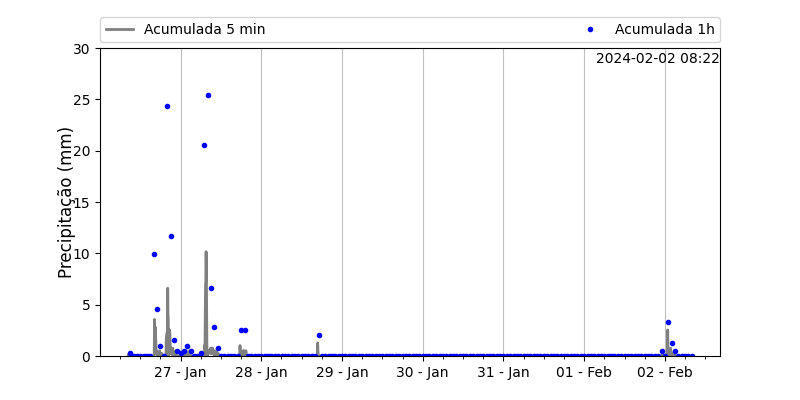 Acumulada 5 min
Acumulada 1h
2024-02-02 08:22
Precipitação (mm)
30
25
20
15
10
5
0
27 - Jan 28 - Jan 29 - Jan 30 - Jan 31 - Jan 01 - Feb 02 - Feb